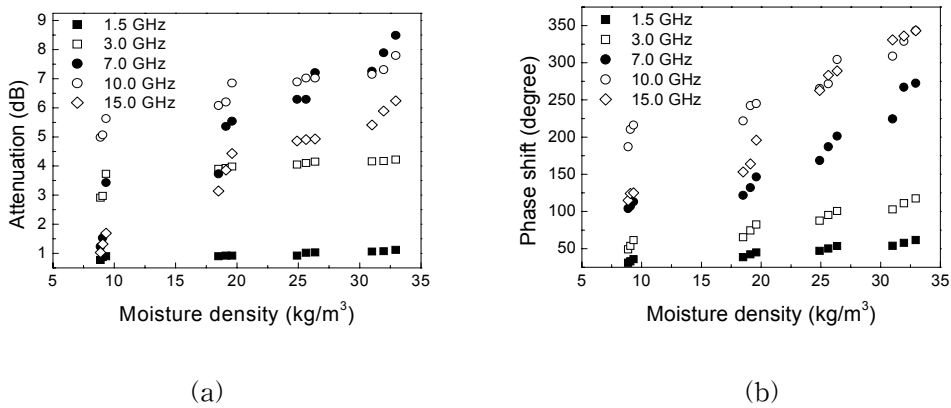 9
8
7
6
5
4
3
2
1
1.5 GHz
3.0 GHz
7.0 GHz
10.0 GHz
15.0 GHz
Attenuation (dB)
5 10 15 20 25 30 35
Moisture density (kg/m³)
(a)
350
300
250
200
150
100
50
1.5 GHz
3.0 GHz
7.0 GHz
10.0 GHz
15.0 GHz
Phase shift (degree)
5 10 15 20 25 30 35
Moisture density (kg/m³)
(b)